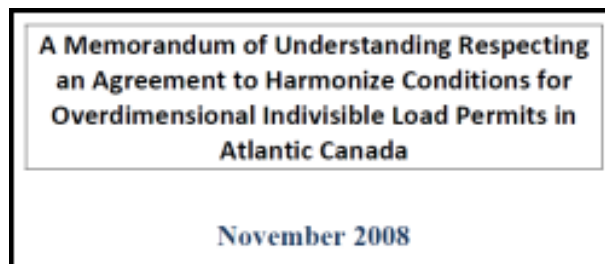 A Memorandum of Understanding Respecting
an Agreement to Harmonize Conditions for
Overdimensional Indivisible Load Permits in
Atlantic Canada
November 2008